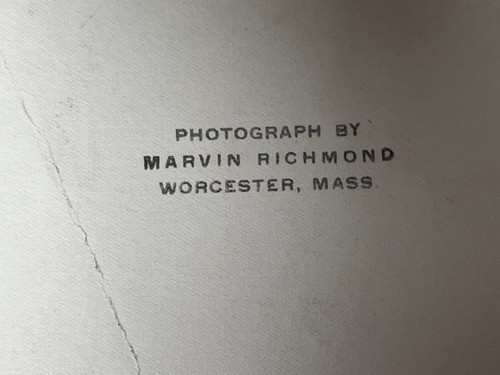 PHOTOGRAPH BY
MARVIN RICHMOND
WORCESTER, MASS.